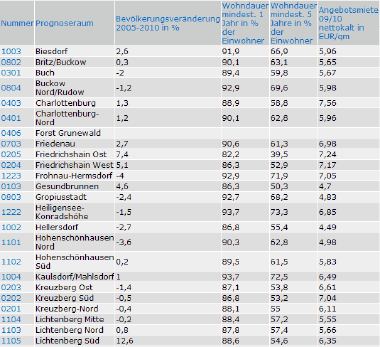 Nummer Prognoseraum Bevölkerungsveränderung 2005-2010 in % Wohndauer mindest. 1 Jahr in % der Einwohner Wohndauer mindest. 5 Jahre in % der Einwohner Angebotsmiete 09/10 nettokalt in EUR/qm
1003 Biesdorf 2,6 91,9 66,9 5,96
0802 Britz/Buckow 0,3 90,1 63,1 5,65
0301 Buch -2 89,4 59,8 5,67
0804 Buckow Nord/Rudow -1,2 92,9 69,6 5,98
0403 Charlottenburg 1,3 88,9 58,8 7,56
0401 Charlottenburg-Nord 1,2 90,1 62,8 5,96
0406 Forst Grunewald
0703 Friedenau 2,7 90,6 61,3 6,98
0205 Friedrichshain Ost 7,4 82,2 39,5 7,24
0204 Friedrichshain West 5,1 86,3 52,9 7,17
1223 Frohnau-Hermsdorf -4 92,9 71,9 7,05
0103 Gesundbrunnen 4,6 86,3 50,3 4,7
0803 Gropiusstadt -2,4 92,7 68,2 4,83
1222 Heiligensee-Konradshöhe -1,5 93,7 73,3 6,85
1002 Hellersdorf -2,7 86,8 55,4 4,49
1101 Hohenschönhausen Nord -3,6 90,3 62,8 4,98
1102 Hohenschönhausen Süd 0,2 89,5 61,5 5,83
1004 Kaulsdorf/Mahlsdorf 1 93,7 72,5 6,49
0203 Kreuzberg Ost -1,4 87,1 53,8 6,61
0202 Kreuzberg Süd -0,5 86,8 53,2 7,04
0201 Kreuzberg-Nord -0,4 88,1 55 6,11
1104 Lichtenberg Mitte -0,2 88,4 57,2 5,55
1103 Lichtenberg Nord 0,8 87,8 57,4 5,66
1105 Lichtenberg Süd 12,6 88,6 54,6 6,35